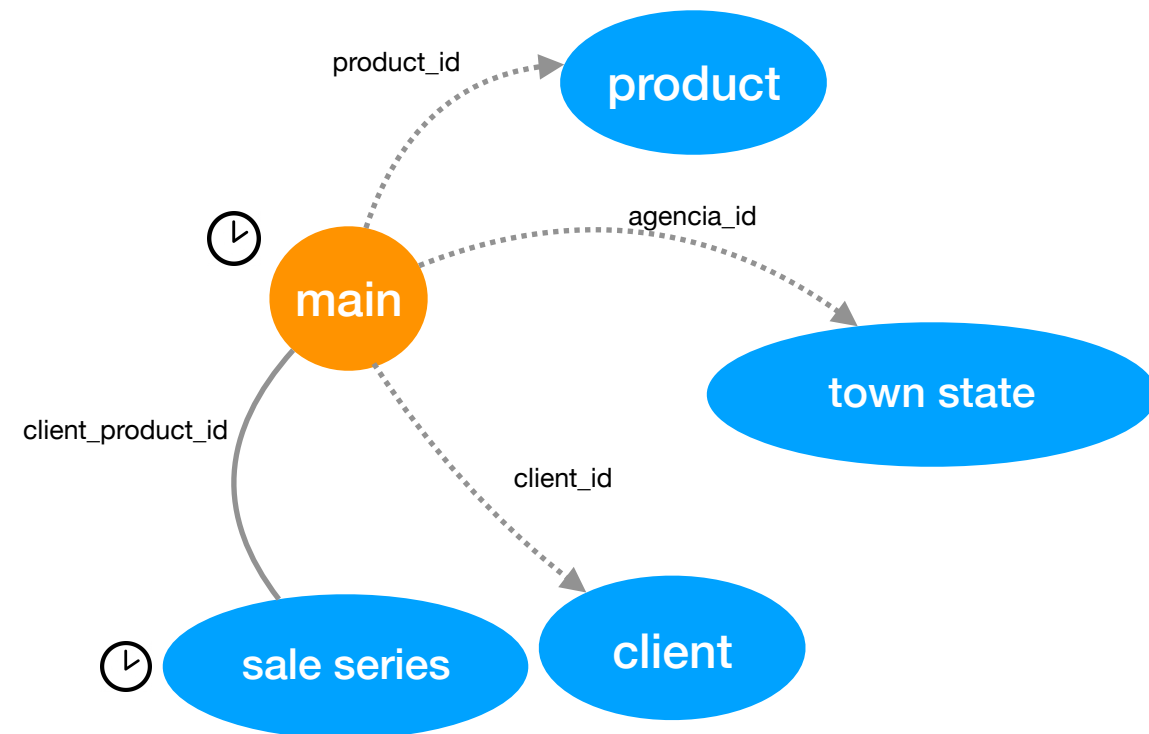 product_id
product
agencia_id
main
town state
client_product_id
client_id
client
sale series